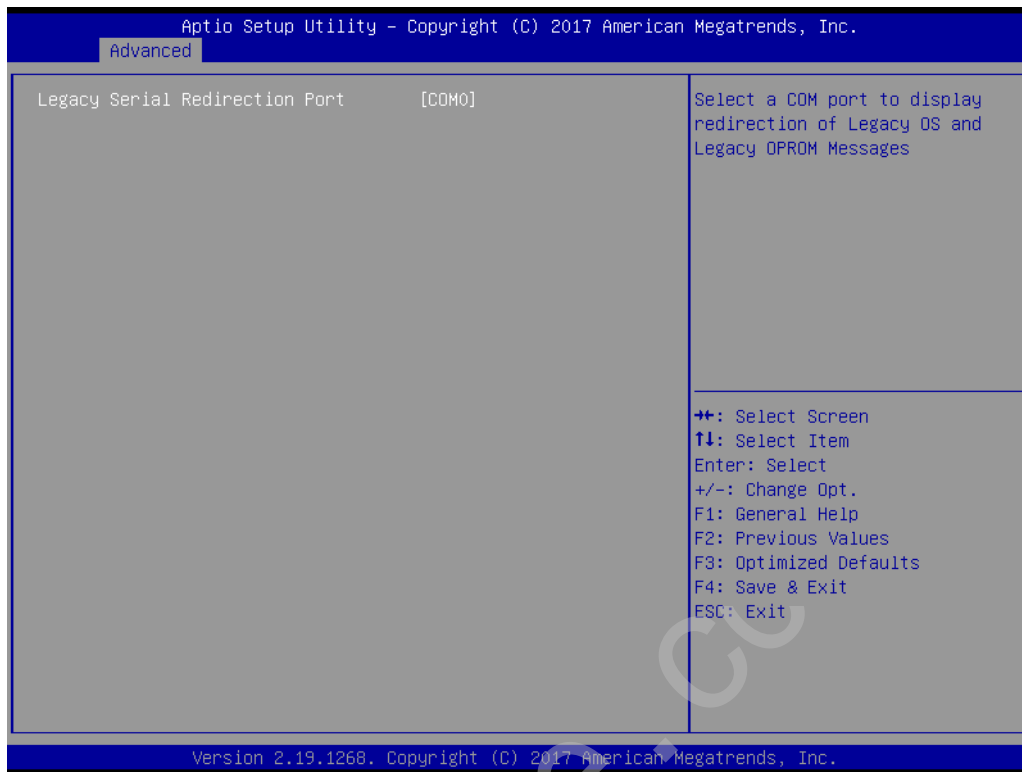 Aptio Setup Utility – Copyright (C) 2017 American Megatrends, Inc.
Advanced
Legacy Serial Redirection Port [COM0]
Select a COM port to display
redirection of Legacy OS and
Legacy OPROM Messages
→←: Select Screen
↑↓: Select Item
Enter: Select
+/-: Change Opt.
F1: General Help
F2: Previous Values
F3: Optimized Defaults
F4: Save & Exit
ESC: Exit
Version 2.19.1268. Copyright (C) 2017 American Megatrends, Inc.